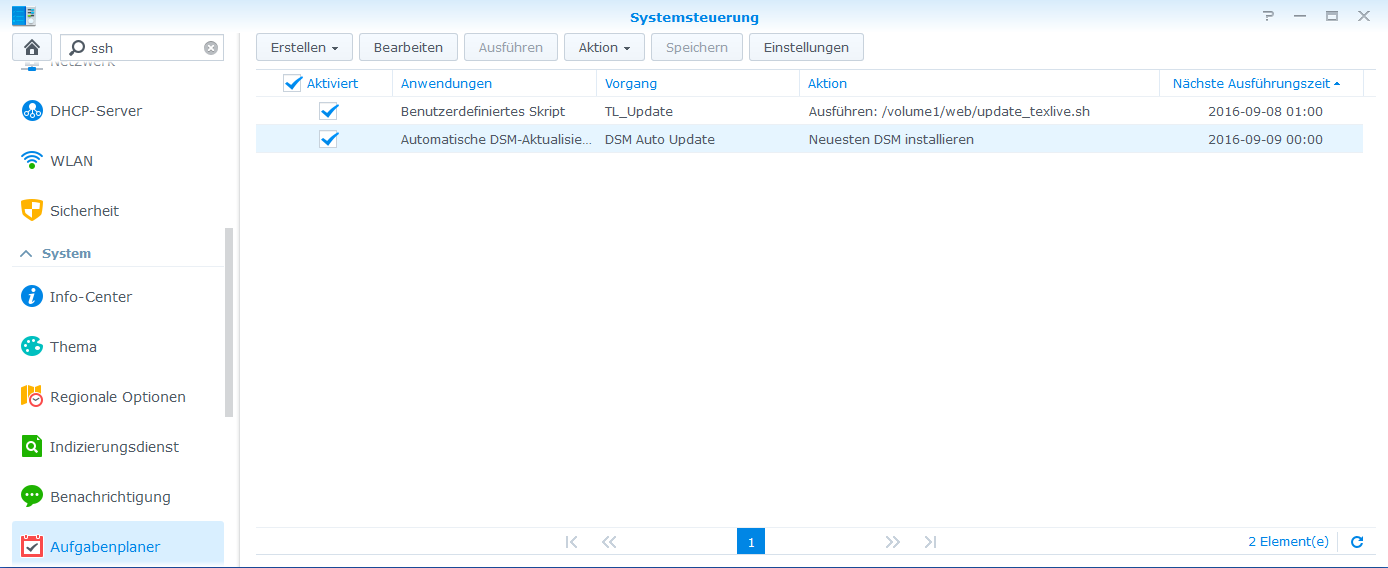 Systemsteuerung
ssh
Erstellen
Bearbeiten
Ausführen
Aktion
Speichern
Einstellungen
Netzwerk
DHCP-Server
WLAN
Sicherheit
System
Info-Center
Thema
Regionale Optionen
Indizierungsdienst
Benachrichtigung
Aufgabenplaner
Aktiviert Anwendungen Vorgang Aktion Nächste Ausführungszeit
Benutzerdefiniertes Skript TL_Update Ausführen: /volume1/web/update_texlive.sh 2016-09-08 01:00
Automatische DSM-Aktualisie... DSM Auto Update Neuesten DSM installieren 2016-09-09 00:00
1
2 Element(e)